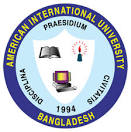 AMERICAN INTERNATIONAL UNIVERSITY
PRAESIDIUM
DISCIPLINA
CIVITATIS
1994
BANGLADESH